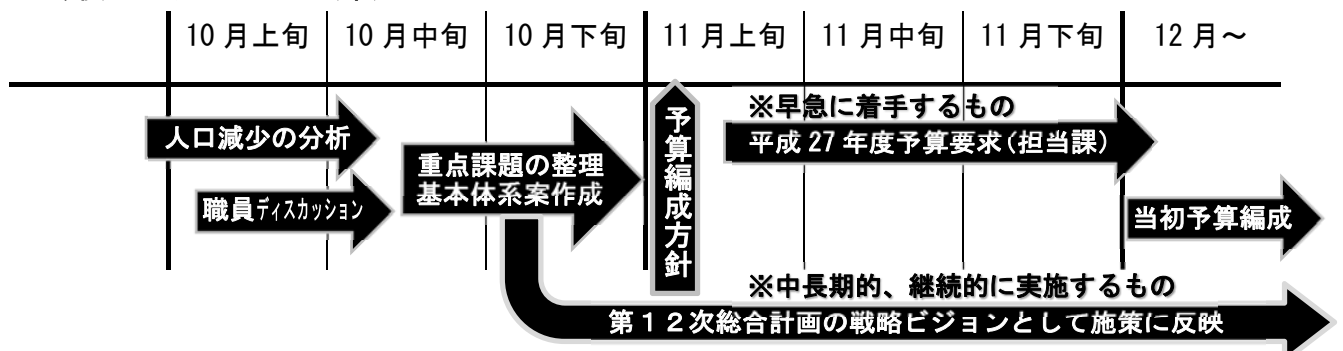 10月上旬 10月中旬 10月下旬 11月上旬 11月中旬 11月下旬 12月～
人口減少の分析
職員ディスカッション
重点課題の整理
基本体系案作成
予算編成方針
※早急に着手するもの
平成27年度予算要求(担当課)
当初予算編成
※中長期的、継続的に実施するもの
第１２次総合計画の戦略ビジョンとして施策に反映